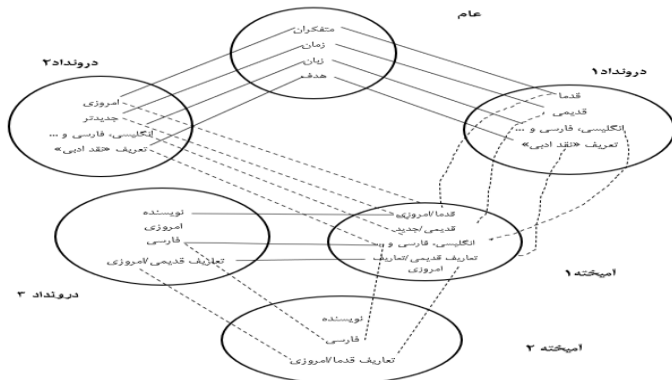 عام
متفکران
زمان
زبان
هدف
درونداد۱
قدما
قدیمی
انگلیسی، فارسی و ...
تعریف «نقد ادبی»
درونداد۲
امروزی
جدیدتر
انگلیسی، فارسی و ...
تعریف «نقد ادبی»
آمیخته۱
قدما/امروزی
قدیمی/جدید
انگلیسی، فارسی و ...
تعاریف قدیمی/تعاریف
امروزی
درونداد ۳
نویسنده
امروزی
فارسی
تعاریف قدیمی/امروزی
آمیخته ۲
نویسنده
فارسی
تعاریف قدما/امروزی